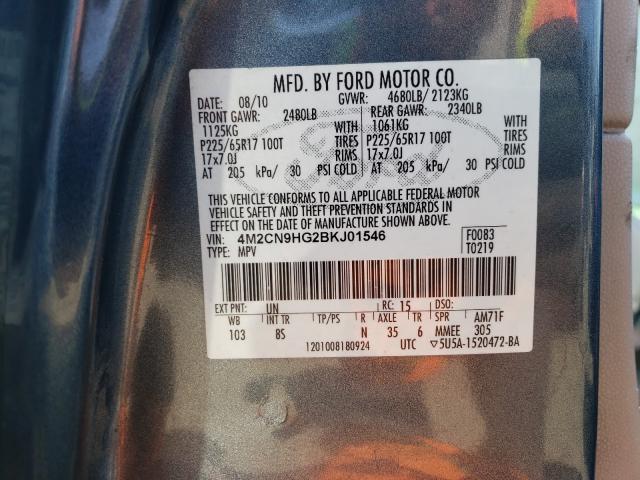 MFD. BY FORD MOTOR CO.
DATE: 08/10 GVWR: 4680LB/ 2123KG
FRONT GAWR: 2480LB REAR GAWR: 2340LB
1125KG WITH 1061KG WITH
P225/65R17 100T TIRES P225/65R17 100T TIRES
17x7.0J RIMS 17x7.0J RIMS
AT 205 kPa/ 30 PSI COLD AT 205 kPa/ 30 PSI COLD
Ford
THIS VEHICLE CONFORMS TO ALL APPLICABLE FEDERAL MOTOR
VEHICLE SAFETY AND THEFT PREVENTION STANDARDS IN
EFFECT ON THE DATE OF MANUFACTURE SHOWN ABOVE.
VIN: 4M2CN9HG2BKJ01546 F0083
TYPE: MPV T0219
EXT PNT: UN RC: 15 DSO:
WB INT TR TP/PS R AXLE TR SPR AM71F
103 8S N 35 6 MMEE 305
1201008180924 UTC ▽5U5A-1520472-BA